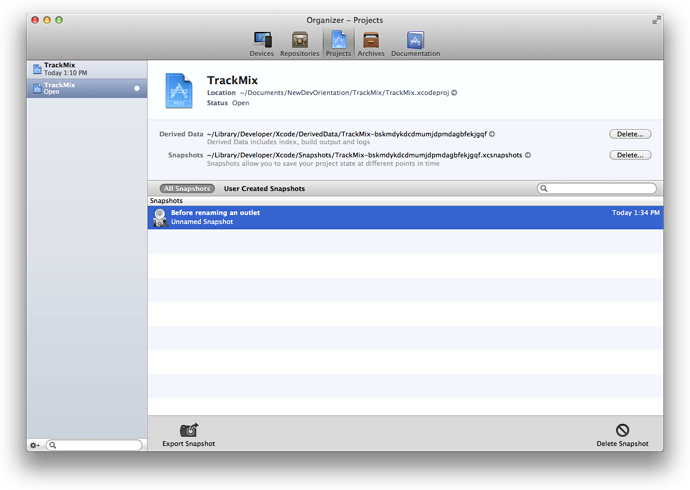 Organizer – Projects
Devices Repositories Projects Archives Documentation
TrackMix
Today 1:10 PM
TrackMix
Open
TrackMix
Location ~/Documents/NewDevOrientation/TrackMix/TrackMix.xcodeproj
Status Open
Derived Data ~/Library/Developer/Xcode/DerivedData/TrackMix-bskmdykdcdmumjdpmdagbfekjgqf Delete...
Derived Data includes index, build output and logs
Snapshots ~/Library/Developer/Xcode/Snapshots/TrackMix-bskmdykdcdmumjdpmdagbfekjgqf.xcsnapshots Delete...
Snapshots allow you to save your project state at different points in time
All Snapshots User Created Snapshots
Snapshots
Before renaming an outlet Today 1:34 PM
Unnamed Snapshot
Export Snapshot Delete Snapshot